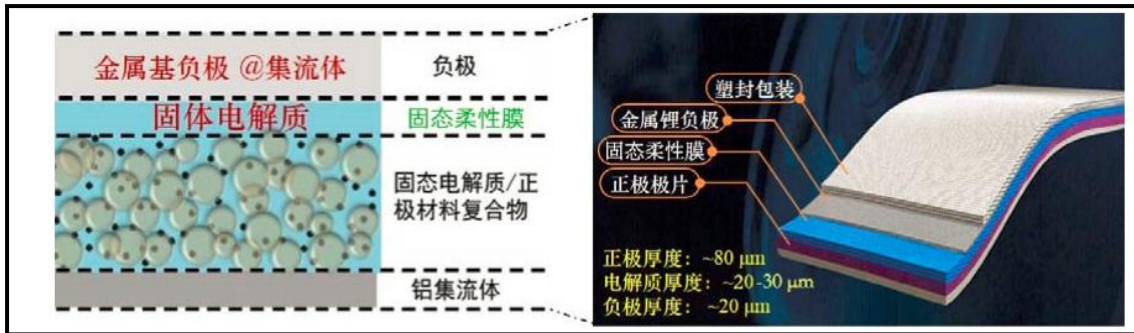 金属基负极 @集流体
负极
固体电解质
固态柔性膜
固态电解质/正
极材料复合物
铝集流体
塑封包装
金属锂负极
固态柔性膜
正极极片
正极厚度：~80 μm
电解质厚度：~20-30 μm
负极厚度：~20 μm